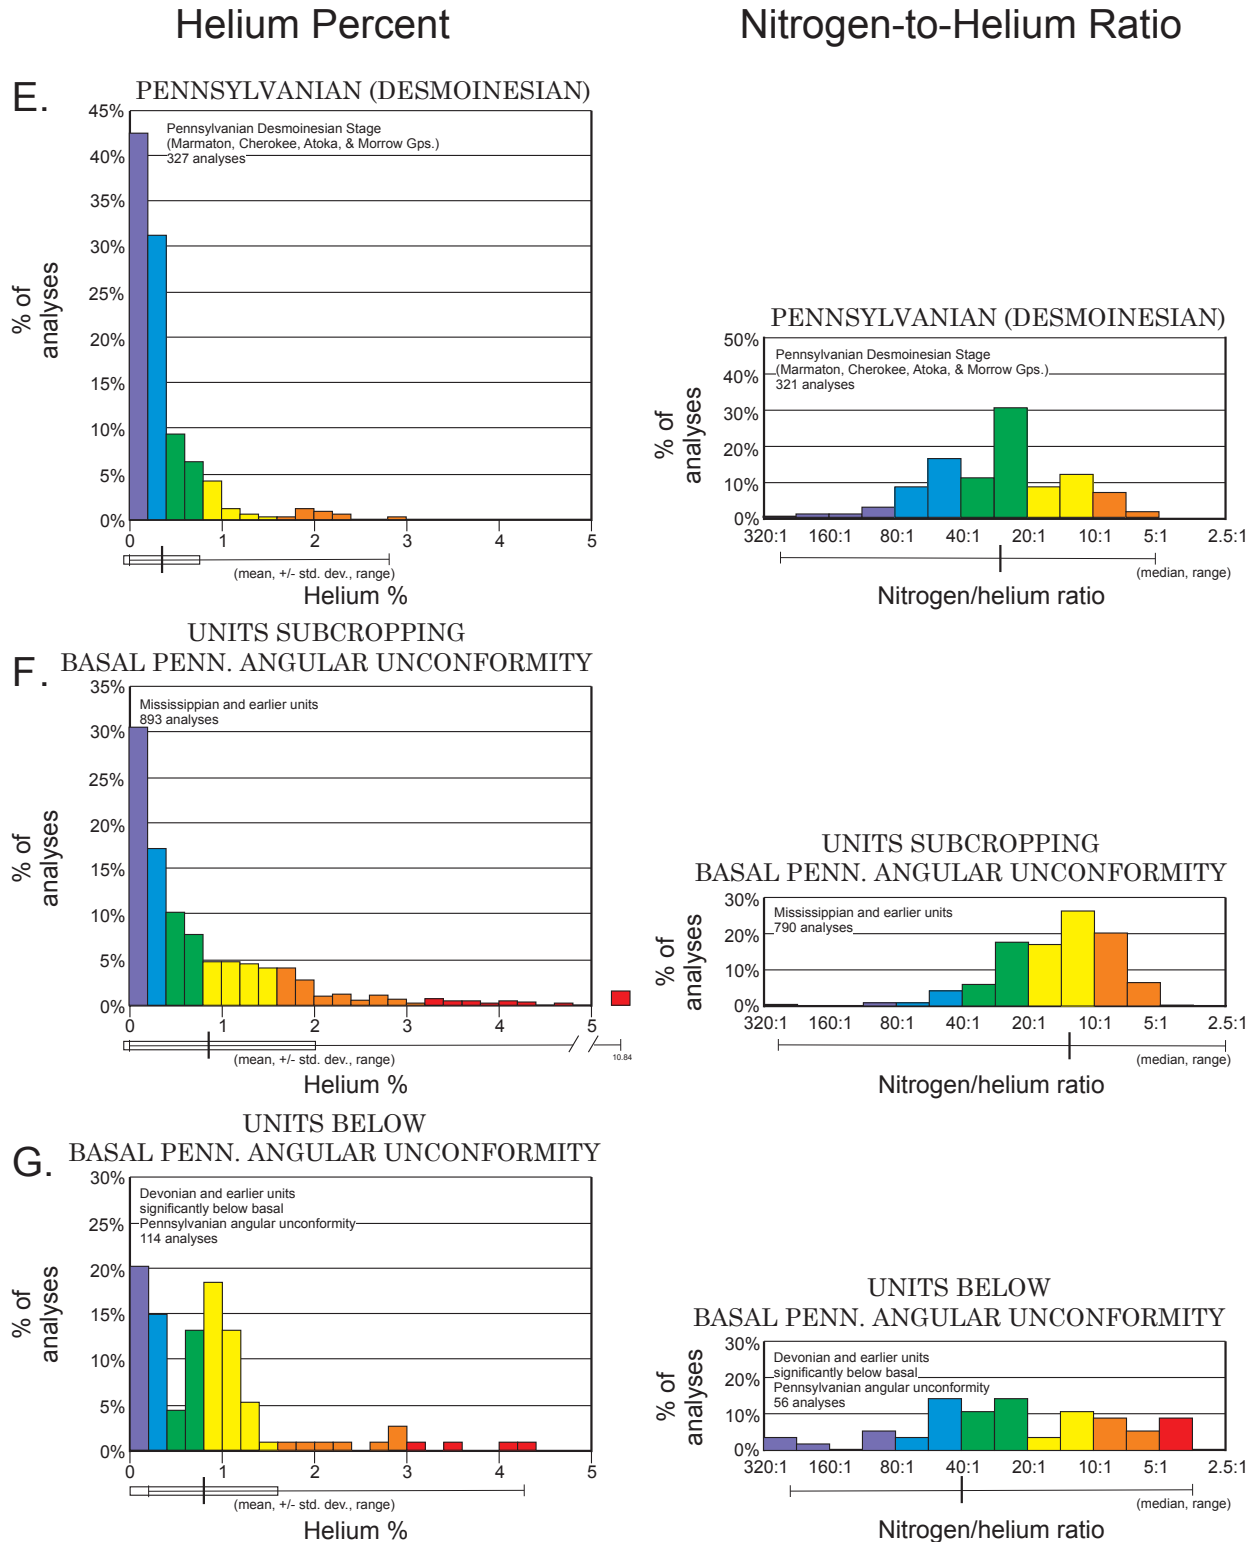 Helium Percent
Nitrogen-to-Helium Ratio
E.
PENNSYLVANIAN (DESMOINESIAN)
% of
analyses
45%
40%
35%
30%
25%
20%
15%
10%
5%
0%
Pennsylvanian Desmoinesian Stage
(Marmaton, Cherokee, Atoka, & Morrow Gps.)
327 analyses
0 1 2 3 4 5
(mean, +/- std. dev., range)
Helium %
PENNSYLVANIAN (DESMOINESIAN)
% of
analyses
50%
40%
30%
20%
10%
0%
Pennsylvanian Desmoinesian Stage
(Marmaton, Cherokee, Atoka, & Morrow Gps.)
321 analyses
320:1 160:1 80:1 40:1 20:1 10:1 5:1 2.5:1
(median, range)
Nitrogen/helium ratio
F.
UNITS SUBCROPPING
BASAL PENN. ANGULAR UNCONFORMITY
% of
analyses
35%
30%
25%
20%
15%
10%
5%
0%
Mississippian and earlier units
893 analyses
0 1 2 3 4 5
10.84
(mean, +/- std. dev., range)
Helium %
UNITS SUBCROPPING
BASAL PENN. ANGULAR UNCONFORMITY
% of
analyses
30%
20%
10%
0%
Mississippian and earlier units
790 analyses
320:1 160:1 80:1 40:1 20:1 10:1 5:1 2.5:1
(median, range)
Nitrogen/helium ratio
G.
UNITS BELOW
BASAL PENN. ANGULAR UNCONFORMITY
% of
analyses
30%
25%
20%
15%
10%
5%
0%
Devonian and earlier units
significantly below basal
Pennsylvanian angular unconformity
114 analyses
0 1 2 3 4 5
(mean, +/- std. dev., range)
Helium %
UNITS BELOW
BASAL PENN. ANGULAR UNCONFORMITY
% of
analyses
30%
20%
10%
0%
Devonian and earlier units
significantly below basal
Pennsylvanian angular unconformity
56 analyses
320:1 160:1 80:1 40:1 20:1 10:1 5:1 2.5:1
(median, range)
Nitrogen/helium ratio